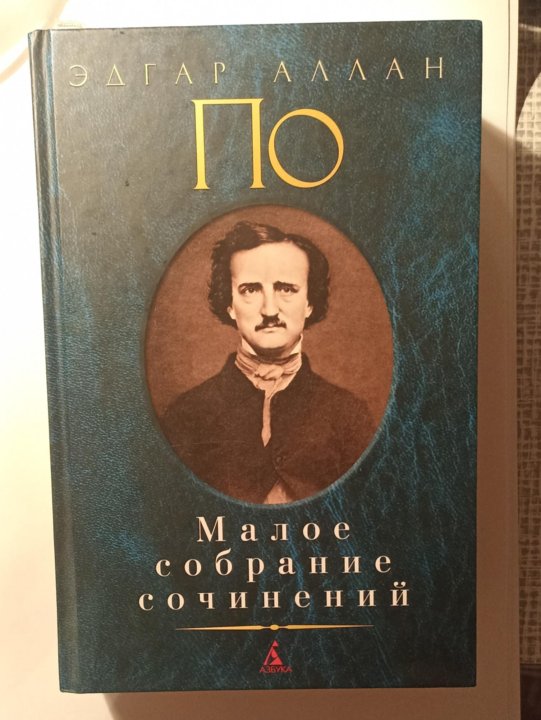 ЭДГАР АЛЛАН
ПО
Малое
собрание
сочинений
АЗБУКА